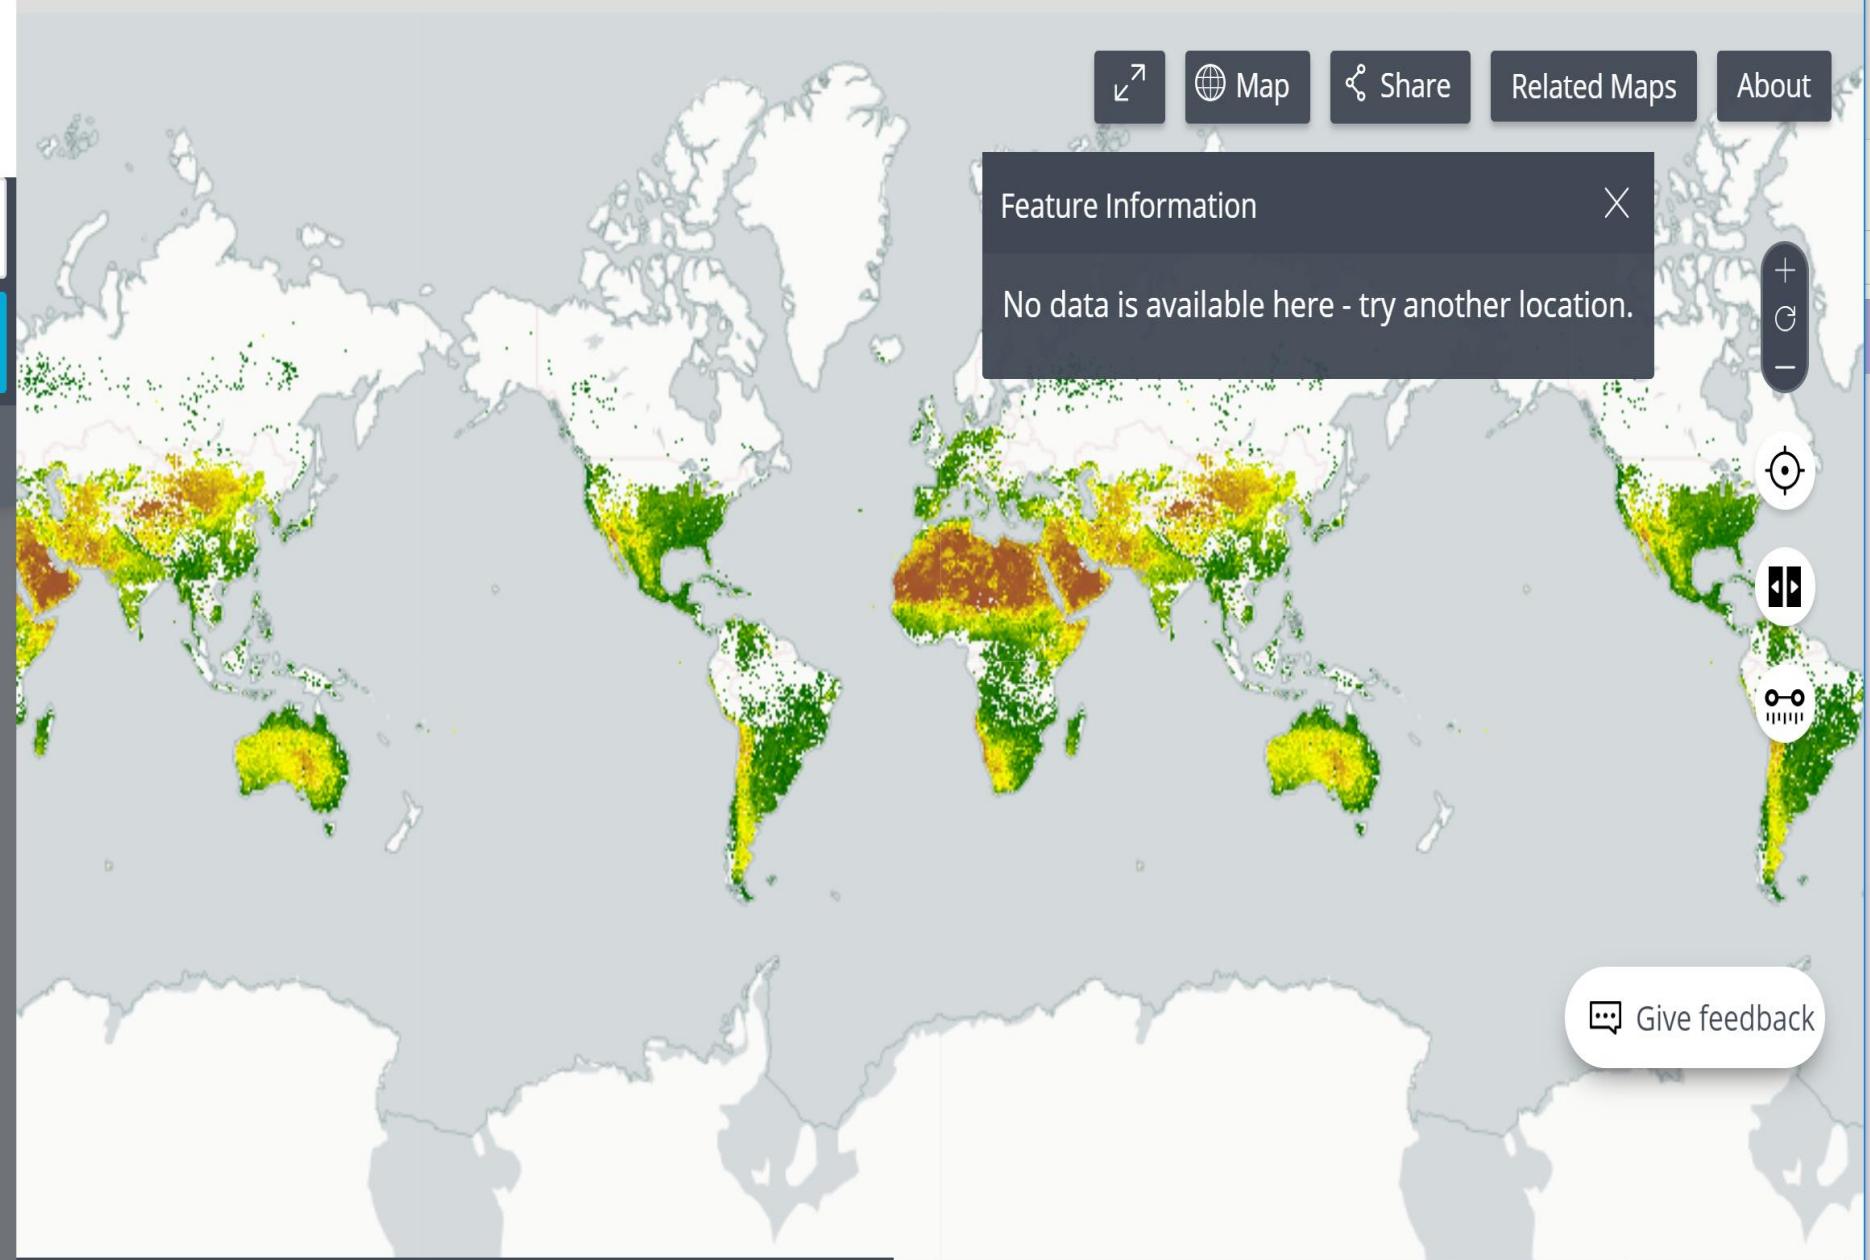 Map
Share
Related Maps
About
Feature Information
No data is available here - try another location.
Give feedback